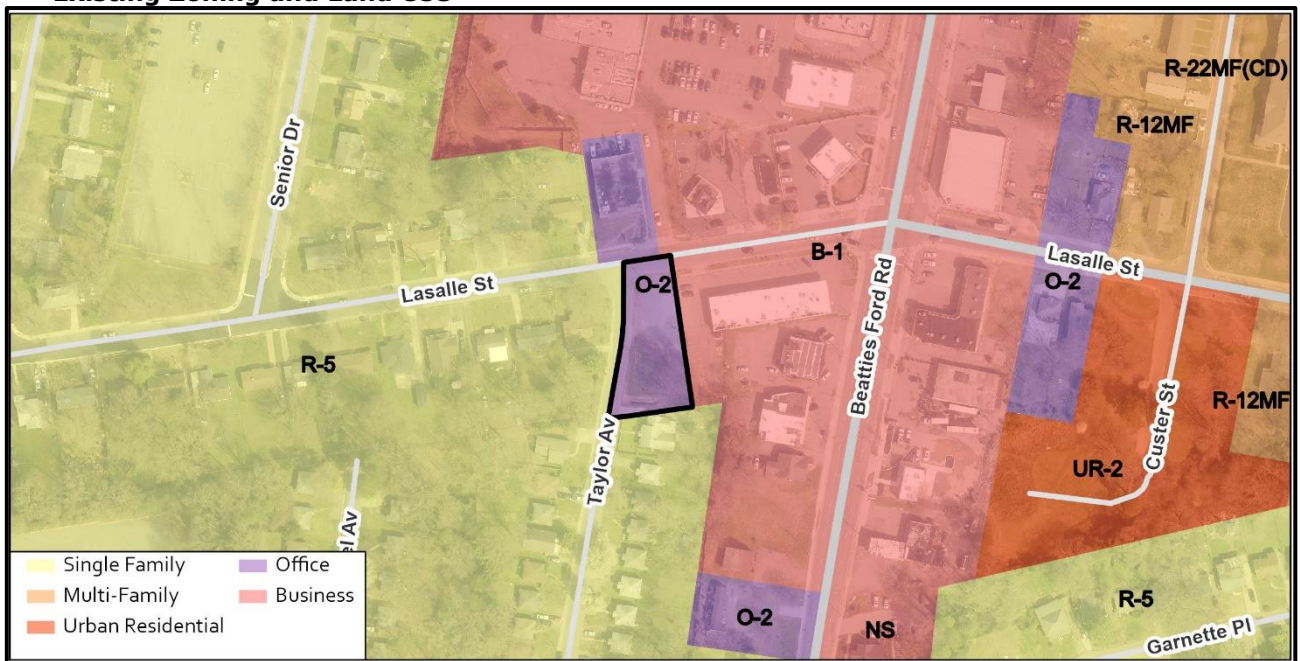 Existing Zoning and Land Use
R-22MF(CD)
R-12MF
Senior Dr
B-1
Lasalle St
O-2
Lasalle St
O-2
R-5
Beatties Ford Rd
Custer St
R-12MF
Taylor Av
UR-2
el Av
Single Family
Office
Multi-Family
Business
Urban Residential
O-2
NS
R-5
Garnette Pl